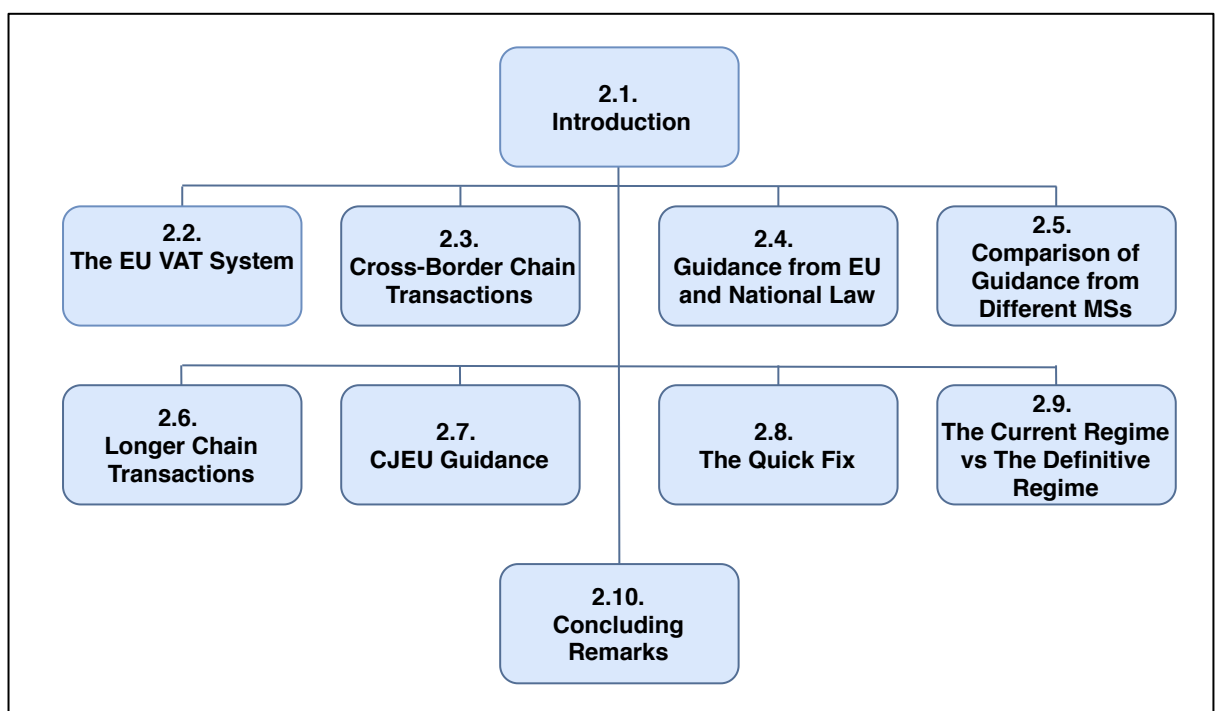 2.1.
Introduction
2.2.
The EU VAT System
2.3.
Cross-Border Chain
Transactions
2.4.
Guidance from EU
and National Law
2.5.
Comparison of
Guidance from
Different MSs
2.6.
Longer Chain
Transactions
2.7.
CJEU Guidance
2.8.
The Quick Fix
2.9.
The Current Regime
vs The Definitive
Regime
2.10.
Concluding
Remarks